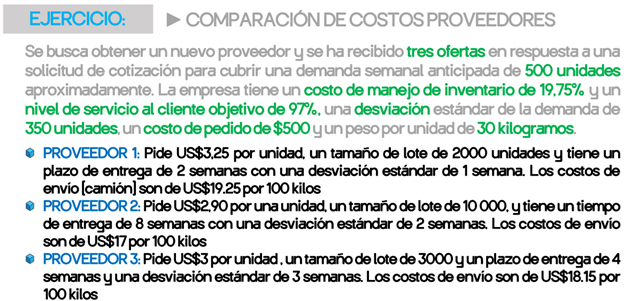 EJERCICIO:
► COMPARACIÓN DE COSTOS PROVEEDORES
Se busca obtener un nuevo proveedor y se ha recibido tres ofertas en respuesta a una
solicitud de cotización para cubrir una demanda semanal anticipada de 500 unidades
aproximadamente. La empresa tiene un costo de manejo de inventario de 19,75% y un
nivel de servicio al cliente objetivo de 97%, una desviación estándar de la demanda de
350 unidades, un costo de pedido de $500 y un peso por unidad de 30 kilogramos.
PROVEEDOR 1: Pide US$3,25 por unidad, un tamaño de lote de 2000 unidades y tiene un
plazo de entrega de 2 semanas con una desviación estándar de 1 semana. Los costos de
envío [camión] son de US$19.25 por 100 kilos
PROVEEDOR 2: Pide US$2,90 por una unidad, un tamaño de lote de 10 000, y tiene un tiempo
de entrega de 8 semanas con una desviación estándar de 2 semanas. Los costos de envío
son de US$17 por 100 kilos
PROVEEDOR 3: Pide US$3 por unidad , un tamaño de lote de 3000 y un plazo de entrega de 4
semanas y una desviación estándar de 3 semanas. Los costos de envío son de US$18.15 por
100 kilos